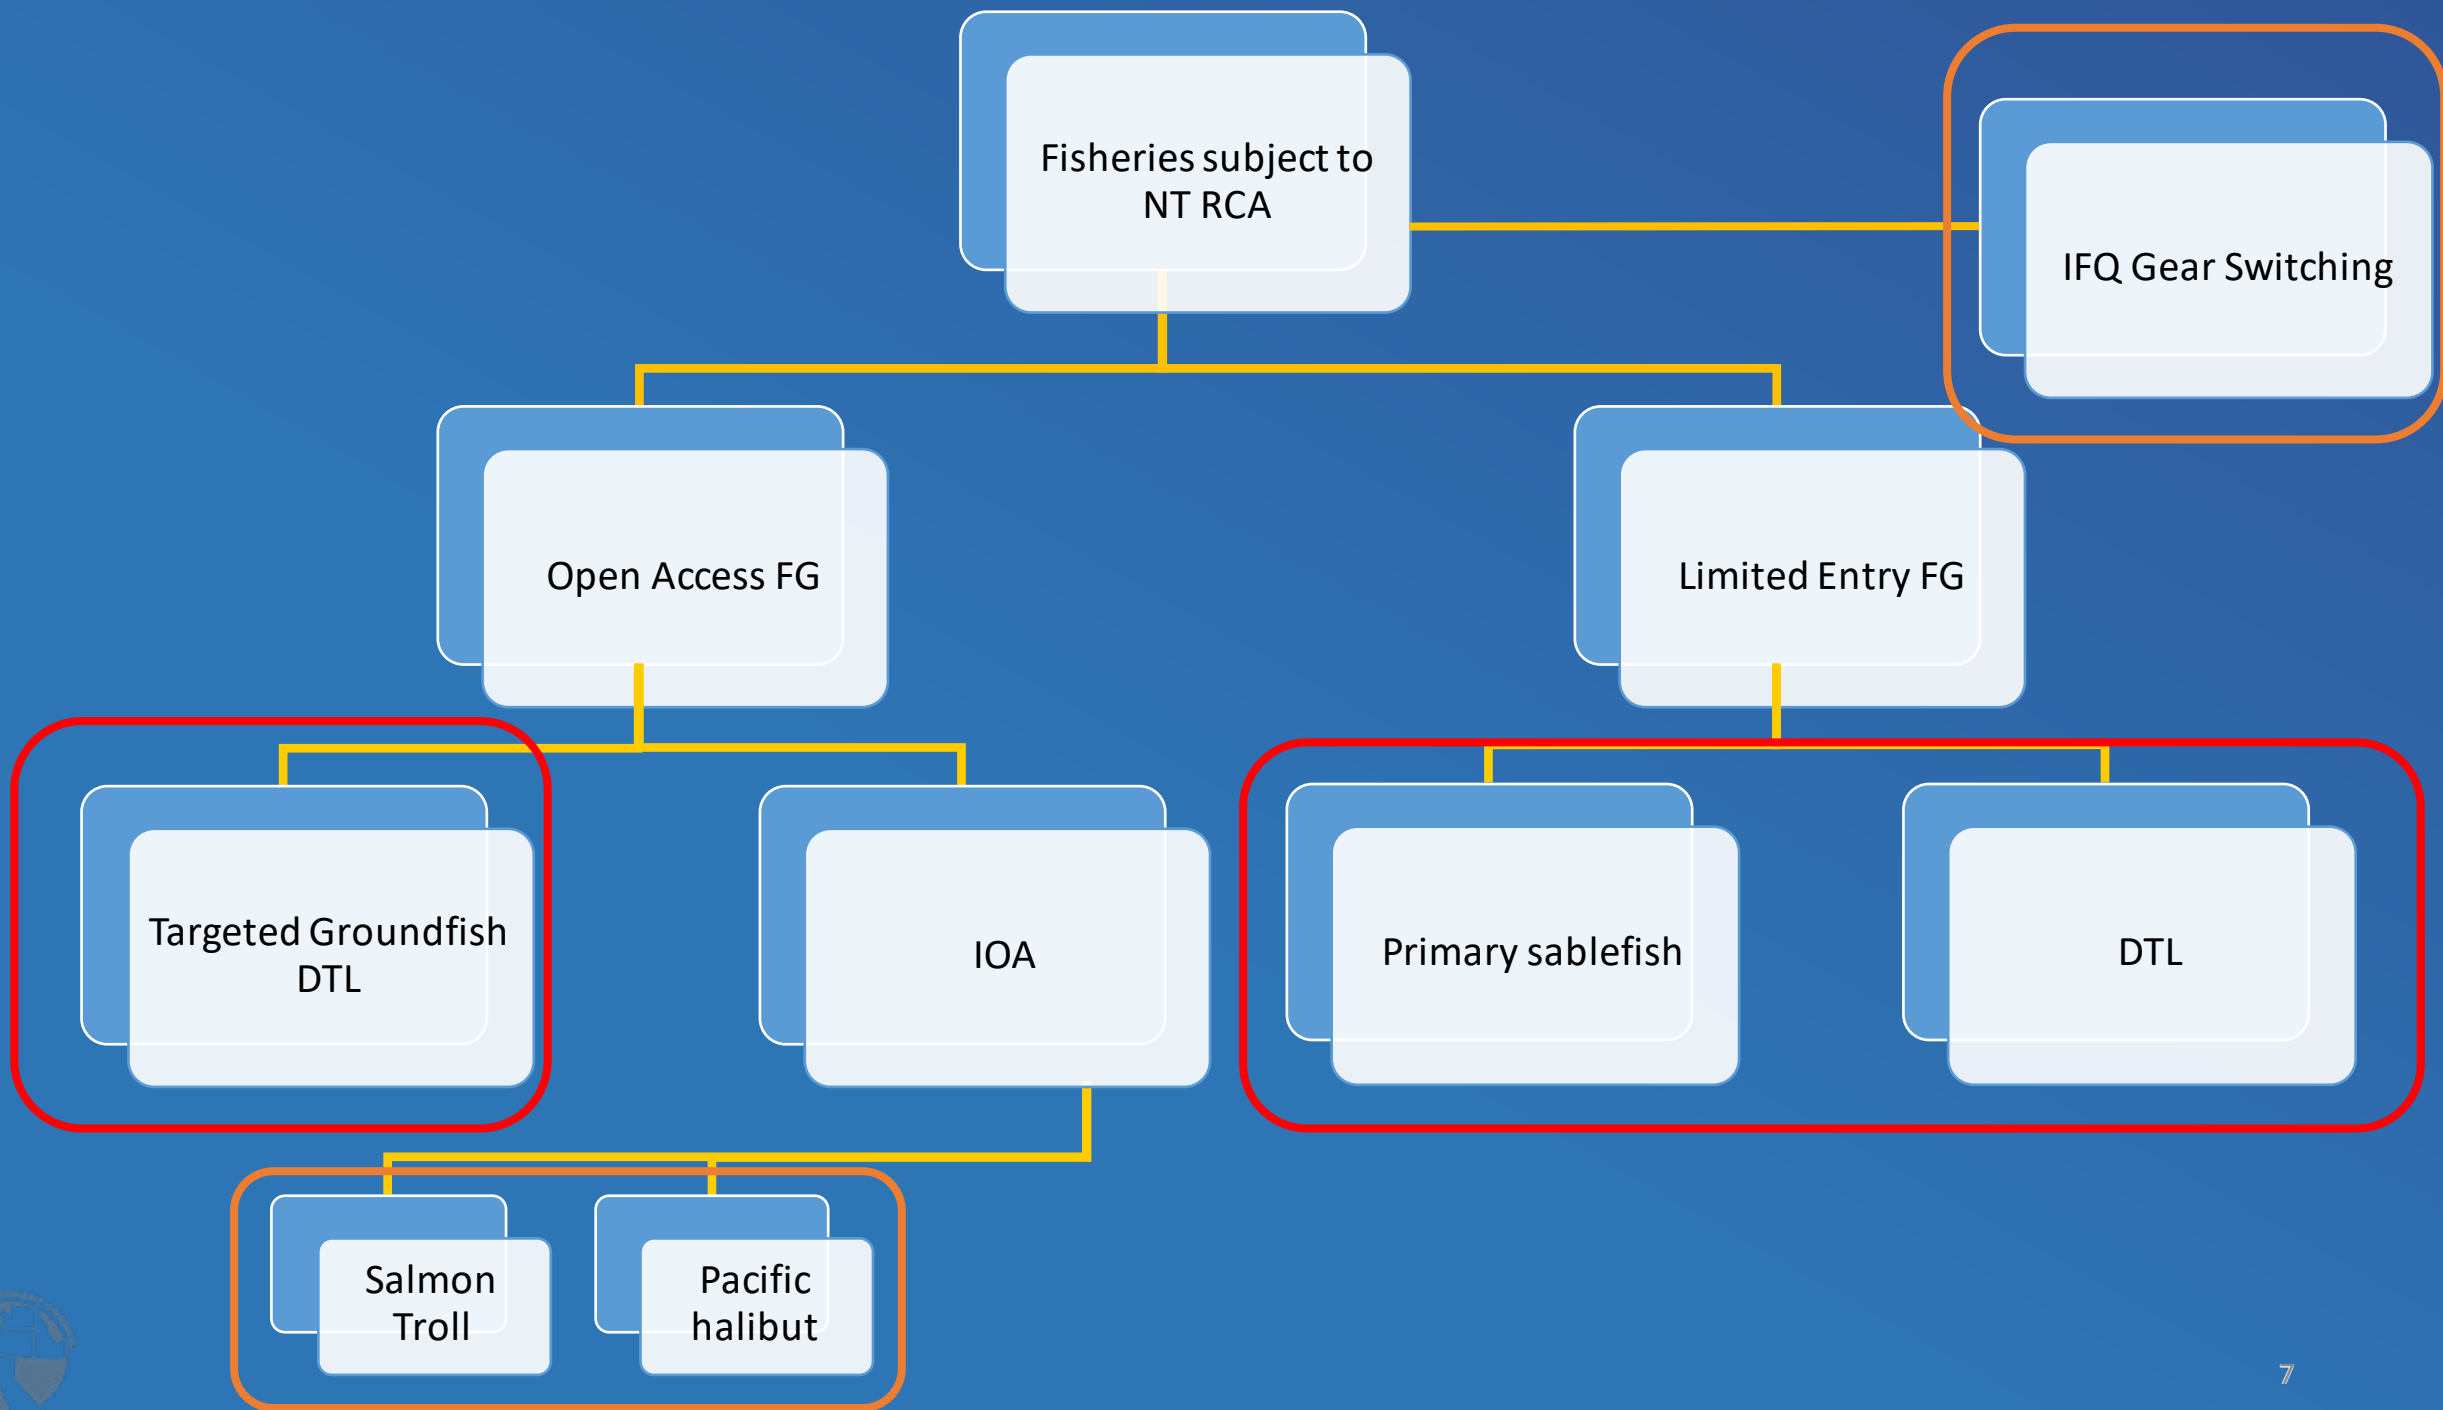 Fisheries subject to
NT RCA
IFQ Gear Switching
Open Access FG
Limited Entry FG
Targeted Groundfish
DTL
IOA
Primary sablefish
DTL
Salmon
Troll
Pacific
halibut
7